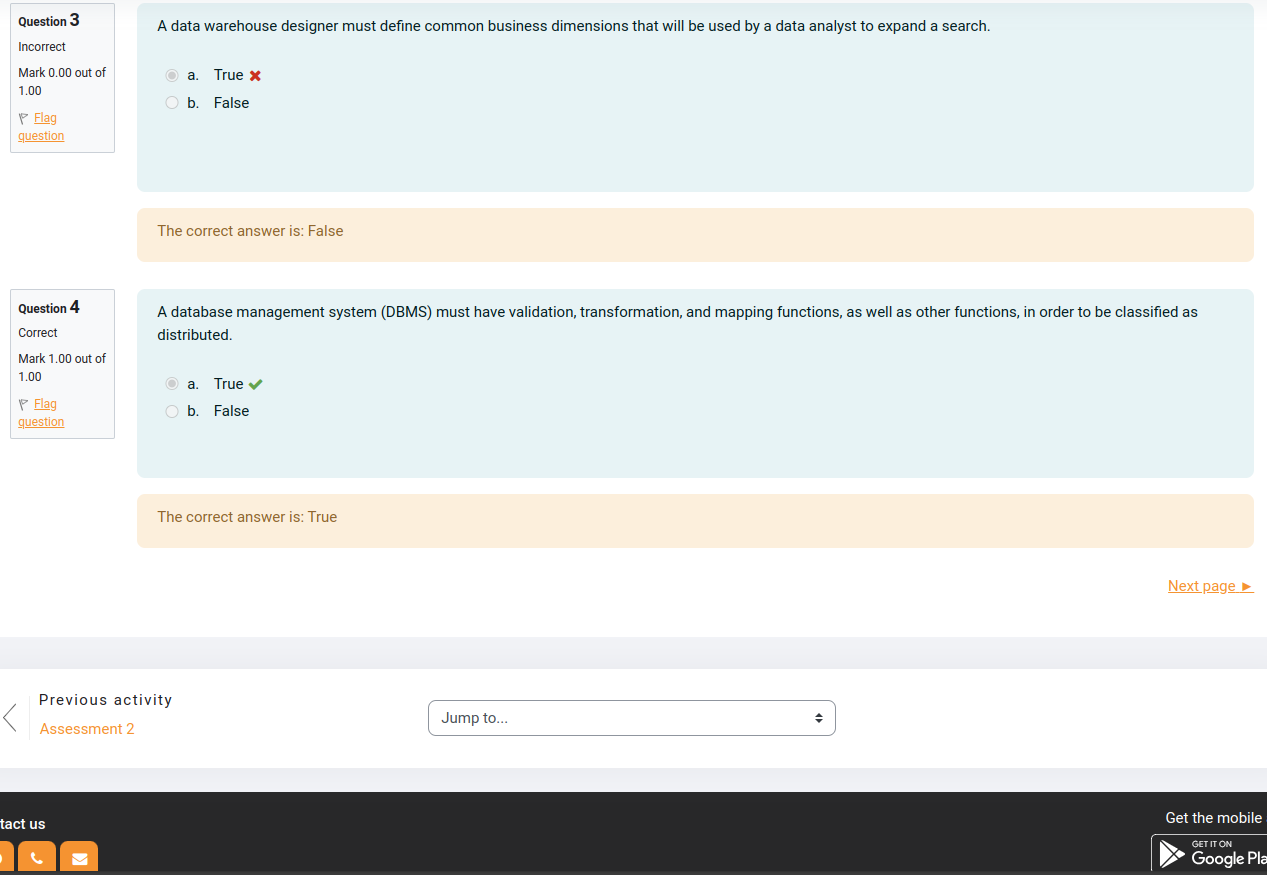 Question 3
Incorrect
Mark 0.00 out of
1.00
Flag
question
A data warehouse designer must define common business dimensions that will be used by a data analyst to expand a search.
a. True
b. False
The correct answer is: False
Question 4
Correct
Mark 1.00 out of
1.00
Flag
question
A database management system (DBMS) must have validation, transformation, and mapping functions, as well as other functions, in order to be classified as
distributed.
a. True
b. False
The correct answer is: True
Next page ►
Previous activity
Assessment 2
Jump to...
tact us
Get the mobile
GET IT ON
Google Pla